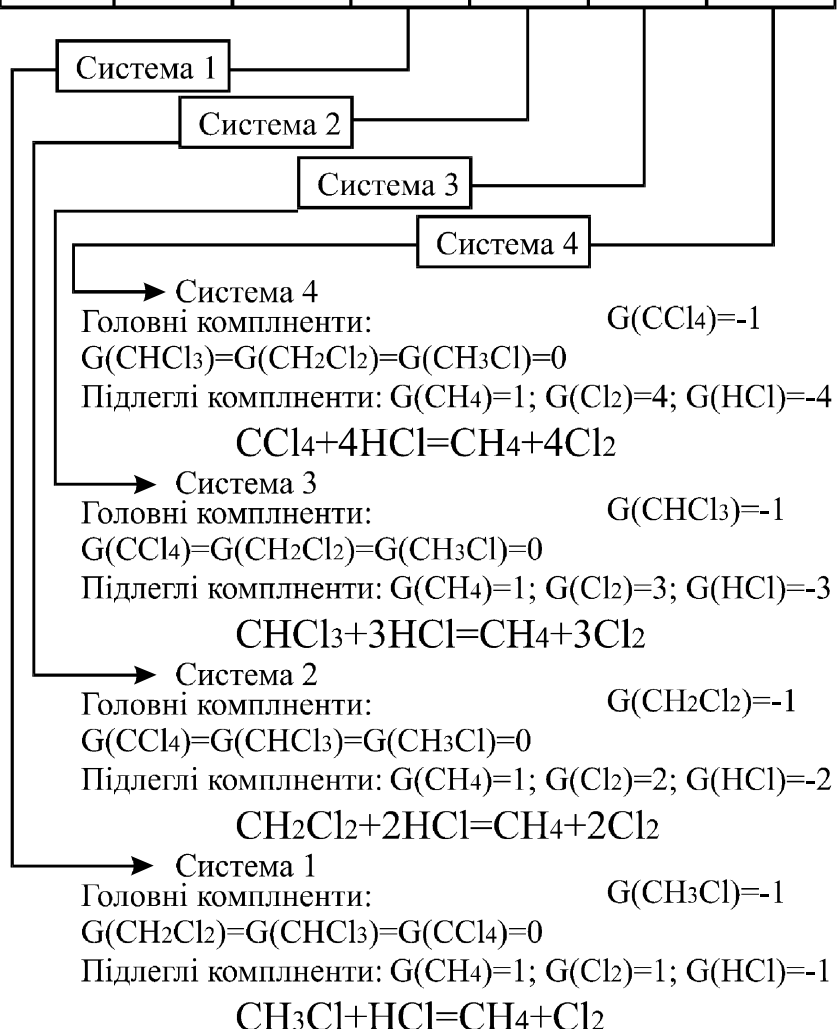 Система 1
Система 2
Система 3
Система 4
Система 4
Головні комплненти: G(CCl4)=-1
G(CHCl3)=G(CH2Cl2)=G(CH3Cl)=0
Підлеглі комплненти: G(CH4)=1; G(Cl2)=4; G(HCl)=-4
CCl4+4HCl=CH4+4Cl2
Система 3
Головні комплненти: G(CHCl3)=-1
G(CCl4)=G(CH2Cl2)=G(CH3Cl)=0
Підлеглі комплненти: G(CH4)=1; G(Cl2)=3; G(HCl)=-3
CHCl3+3HCl=CH4+3Cl2
Система 2
Головні комплненти: G(CH2Cl2)=-1
G(CCl4)=G(CHCl3)=G(CH3Cl)=0
Підлеглі комплненти: G(CH4)=1; G(Cl2)=2; G(HCl)=-2
CH2Cl2+2HCl=CH4+2Cl2
Система 1
Головні комплненти: G(CH3Cl)=-1
G(CH2Cl2)=G(CHCl3)=G(CCl4)=0
Підлеглі комплненти: G(CH4)=1; G(Cl2)=1; G(HCl)=-1
CH3Cl+HCl=CH4+Cl2